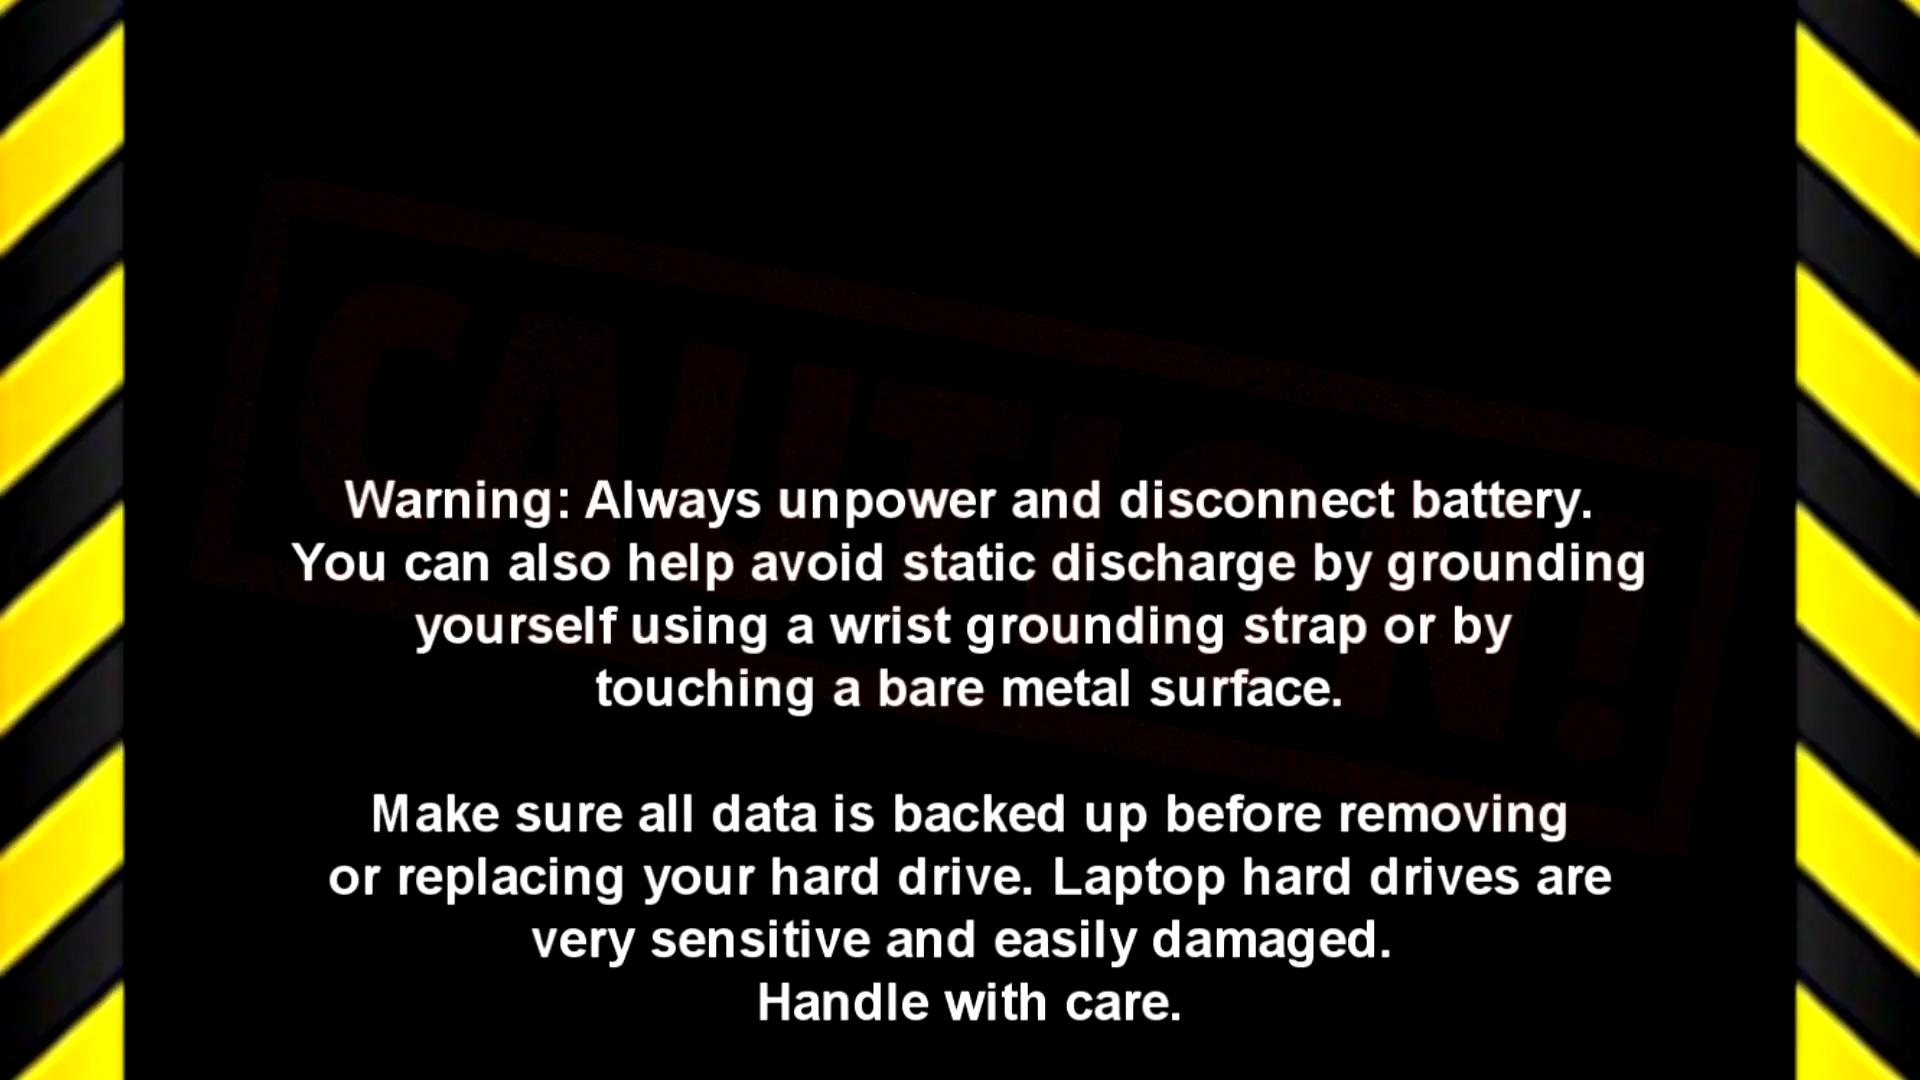 CAUTION!
Warning: Always unpower and disconnect battery.
You can also help avoid static discharge by grounding
yourself using a wrist grounding strap or by
touching a bare metal surface.
Make sure all data is backed up before removing
or replacing your hard drive. Laptop hard drives are
very sensitive and easily damaged.
Handle with care.